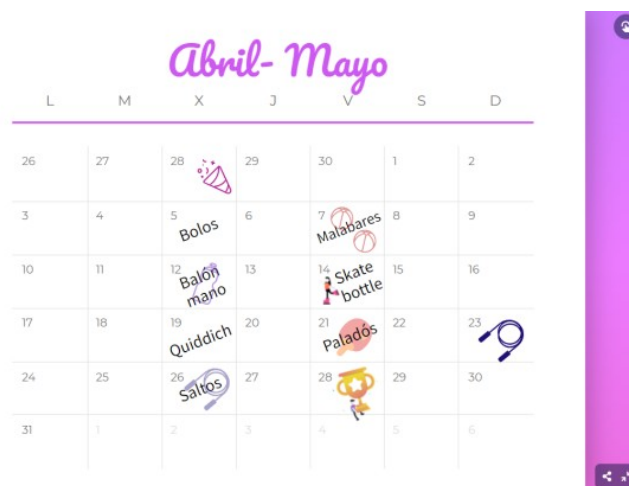 Abril- Mayo
L M X J V S D
26 27 28 29 30 1 2
3 4 5 6 7 8 9
Bolos Malabares
10 11 12 13 14 15 16
Balón mano Skate bottle
17 18 19 20 21 22 23
Quiddich Palados
24 25 26 27 28 29 30
Saltos
31 1 2 3 4 5 6